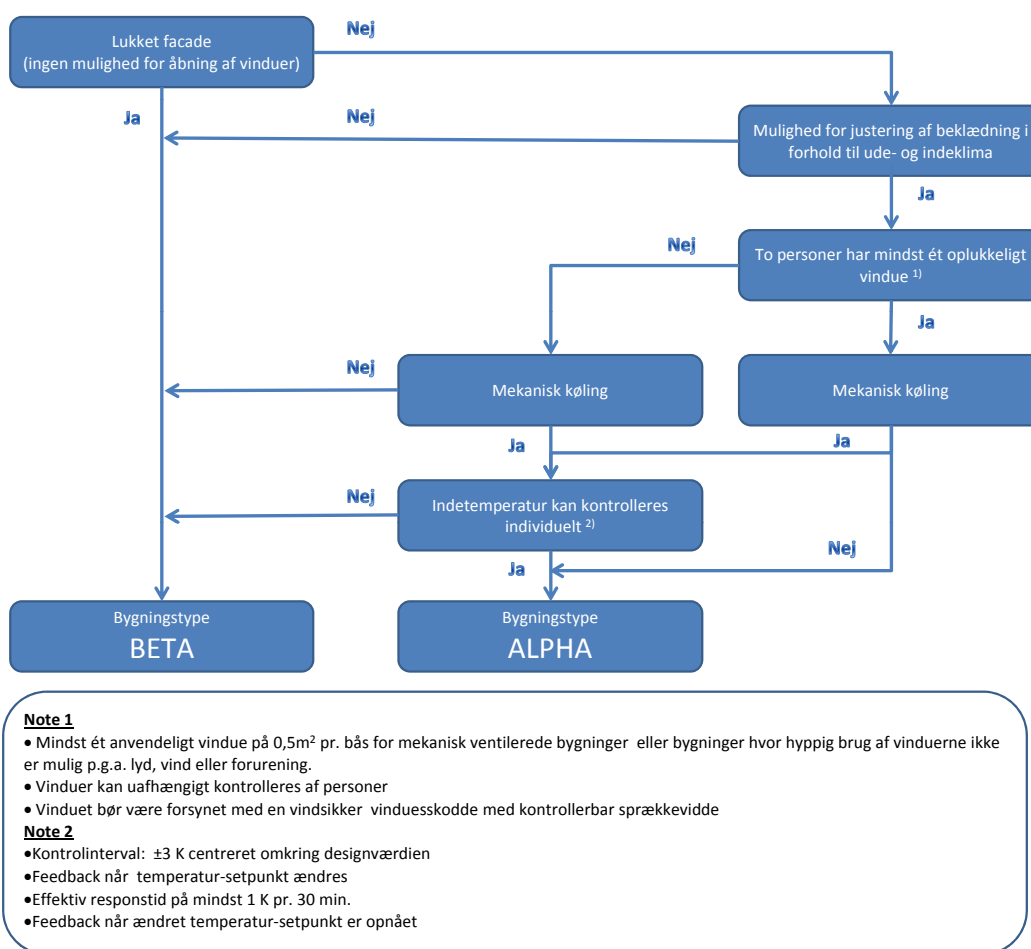 Lukket facade
(ingen mulighed for åbning af vinduer)
Nej
Ja
Nej
Mulighed for justering af beklædning i
forhold til ude- og indeklima
Ja
Nej
To personer har mindst ét oplukkeligt
vindue 1)
Ja
Nej
Mekanisk køling
Mekanisk køling
Ja
Ja
Nej
Indetemperatur kan kontrolleres
individuelt 2)
Nej
Ja
Bygningstype
BETA
Bygningstype
ALPHA
Note 1
• Mindst ét anvendeligt vindue på 0,5m² pr. bås for mekanisk ventilerede bygninger eller bygninger hvor hyppig brug af vinduerne ikke
er mulig p.g.a. lyd, vind eller forurening.
• Vinduer kan uafhængigt kontrolleres af personer
• Vinduet bør være forsynet med en vindsikker vinduesskodde med kontrollerbar sprækkevidde
Note 2
•Kontrolinterval: ±3 K centreret omkring designværdien
•Feedback når temperatur-setpunkt ændres
•Effektiv responstid på mindst 1 K pr. 30 min.
•Feedback når ændret temperatur-setpunkt er opnået